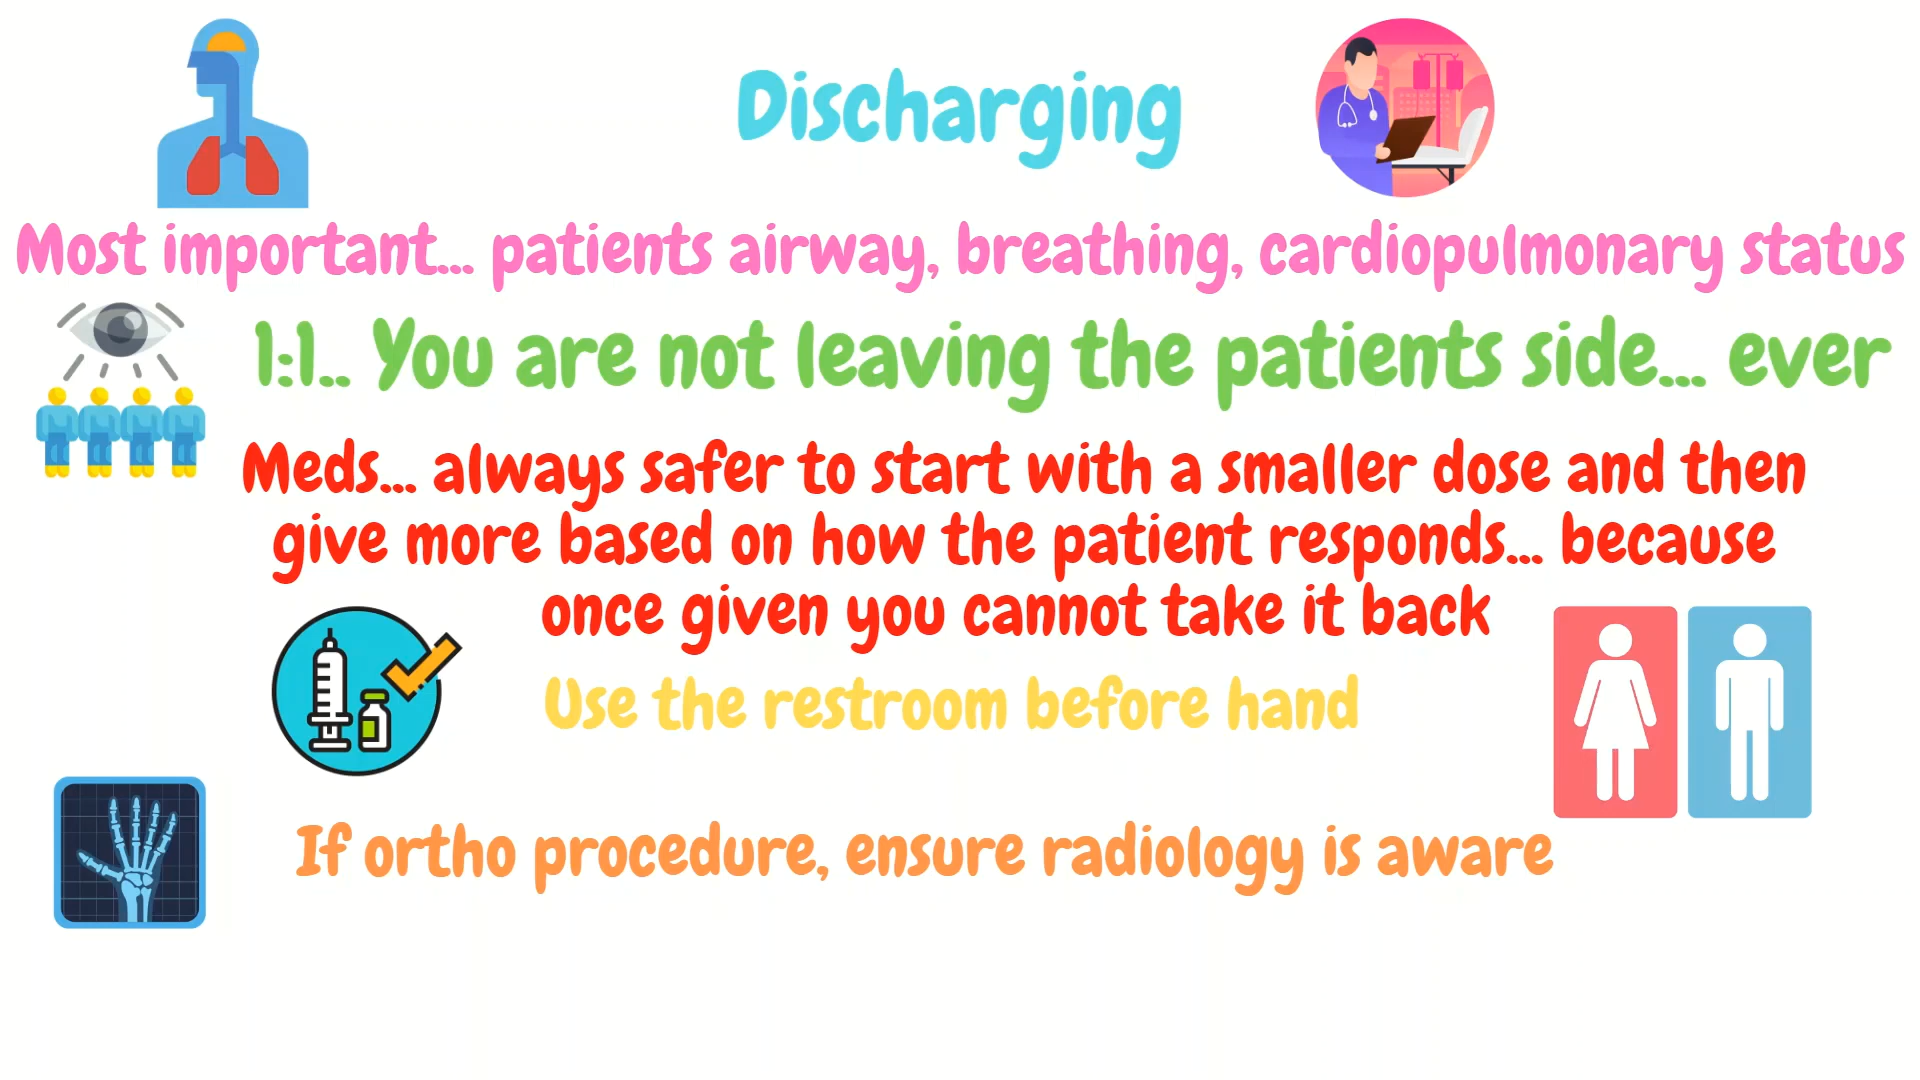 Discharging
Most important... patients airway, breathing, cardiopulmonary status
1:1.. You are not leaving the patients side... ever
Meds... always safer to start with a smaller dose and then
give more based on how the patient responds... because
once given you cannot take it back
Use the restroom before hand
If ortho procedure, ensure radiology is aware